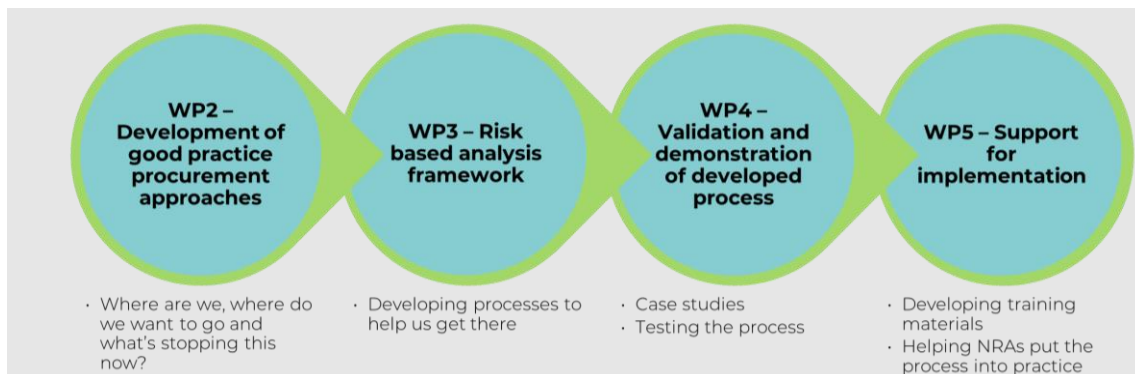 WP2 –
Development of
good practice
procurement
approaches
WP3 – Risk
based analysis
framework
WP4 –
Validation and
demonstration
of developed
process
WP5 – Support
for
implementation
· Where are we, where do
we want to go and
what's stopping this
now?
· Developing processes to
help us get there
· Case studies
· Testing the process
· Developing training
materials
· Helping NRAs put the
process into practice